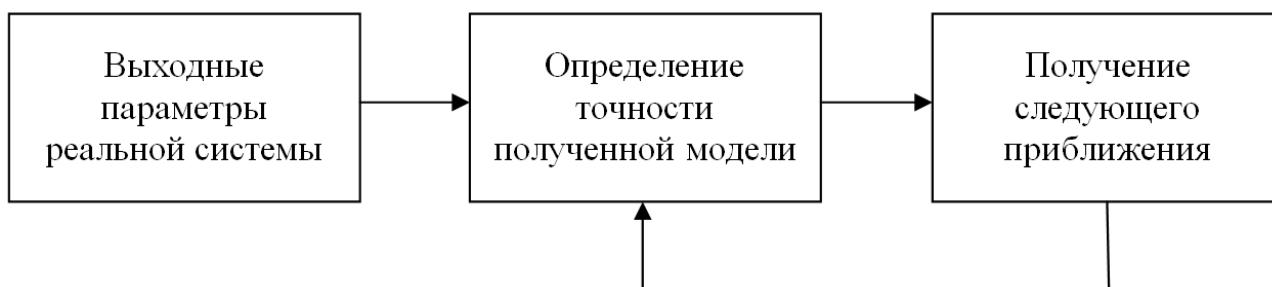 Выходные
параметры
реальной системы
Определение
точности
полученной модели
Получение
следующего
приближения